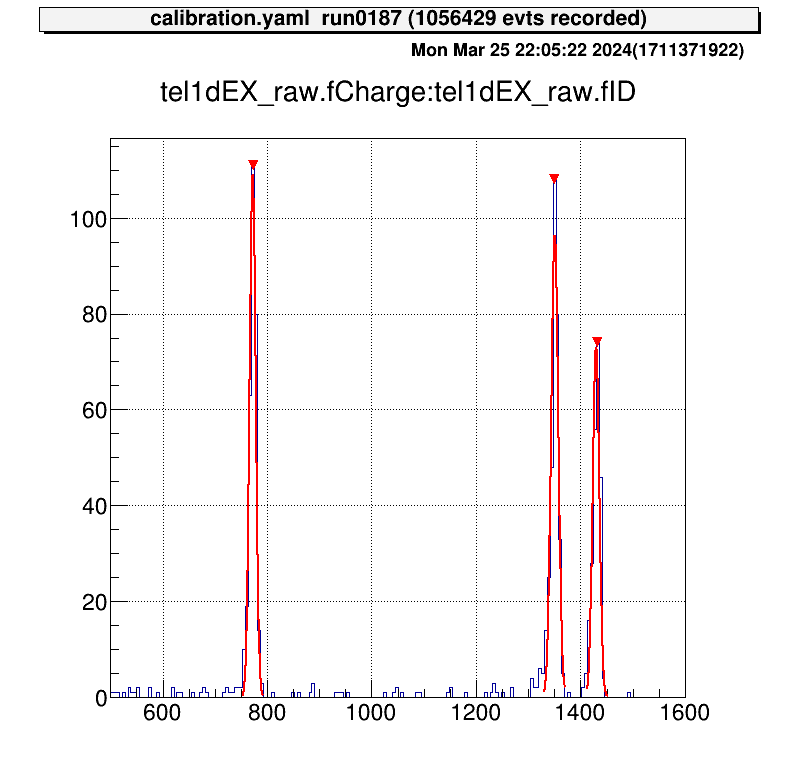 calibration.yaml run0187 (1056429 evts recorded)
Mon Mar 25 22:05:22 2024(1711371922)
tel1dEX_raw.fCharge:tel1dEX_raw.fID
100
80
60
40
20
0
600 800 1000 1200 1400 1600